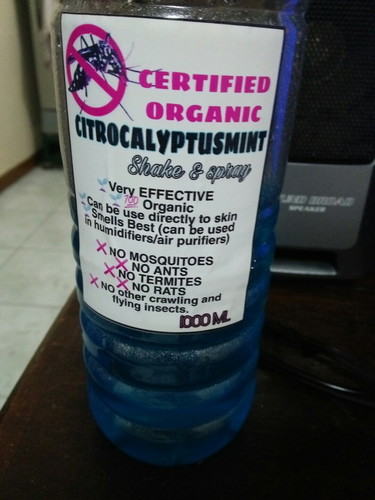 CERTIFIED
ORGANIC
CITROCALYPTUSMINT
Shake & spray
Very EFFECTIVE
💯 Organic
Can be use directly to skin
Smells Best (can be used
in humidifiers/air purifiers)
NO MOSQUITOES
NO ANTS
NO TERMITES
NO RATS
NO other crawling and
flying insects.
1000 ML
SPEAKER